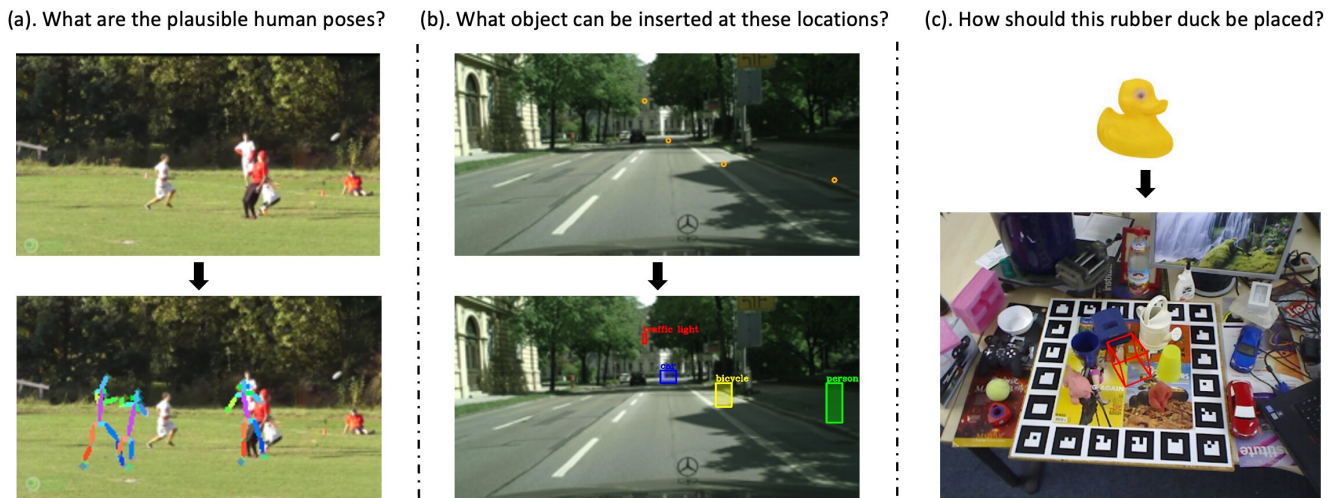 (a). What are the plausible human poses?
(b). What object can be inserted at these locations?
(c). How should this rubber duck be placed?
traffic light
car
bicycle
person